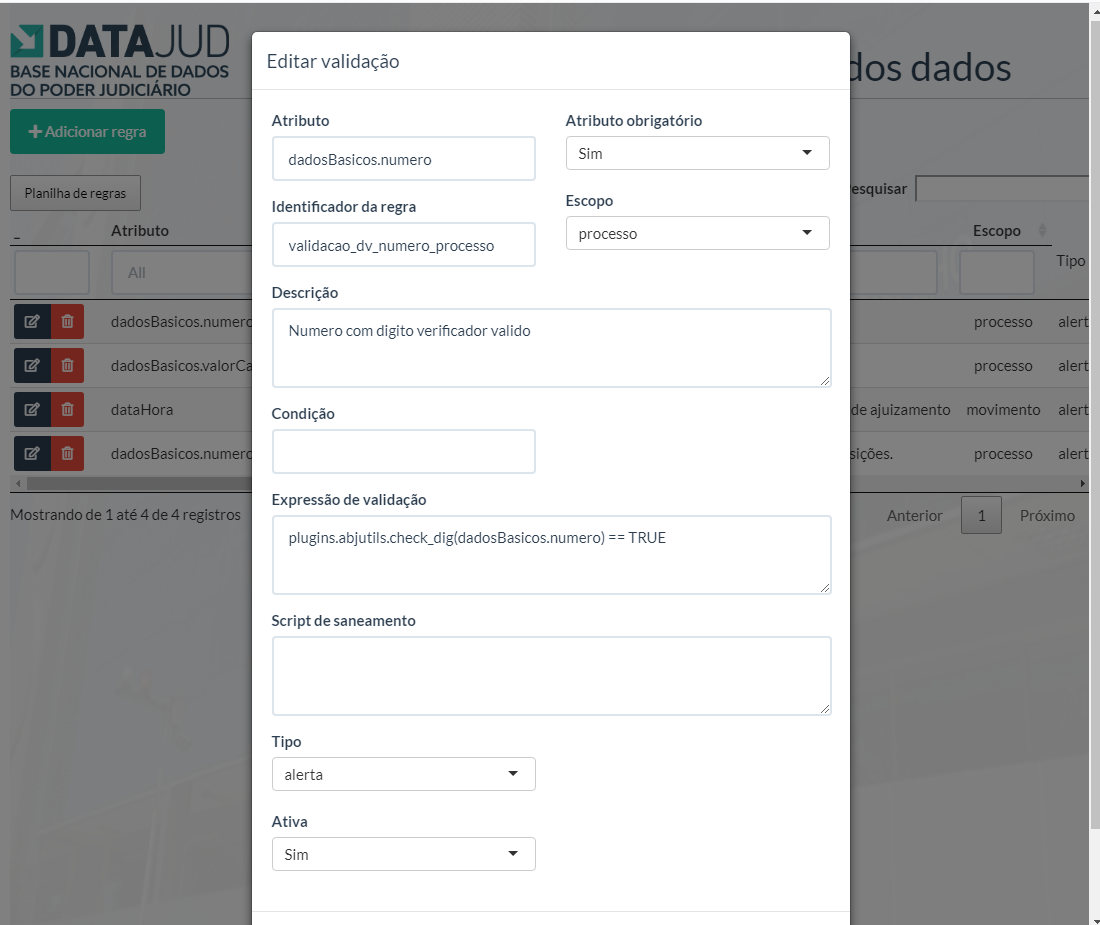 DATAJUD
BASE NACIONAL DE DADOS
DO PODER JUDICIÁRIO
dos dados
Adicionar regra
Planilha de regras
esquisar
_
Atributo
Escopo
All
Tipo
dadosBasicos.numero
processo
alert
dadosBasicos.valorCa
processo
alert
dataHora
de ajuizamento
movimento
alert
dadosBasicos.numero
sições.
processo
alert
Mostrando de 1 até 4 de 4 registros
Anterior
1
Próximo
Editar validação
Atributo
dadosBasicos.numero
Atributo obrigatório
Sim
Identificador da regra
validacao_dv_numero_processo
Escopo
processo
Descrição
Numero com digito verificador valido
Condição
Expressão de validação
plugins.abjutils.check_dig(dadosBasicos.numero) == TRUE
Script de saneamento
Tipo
alerta
Ativa
Sim